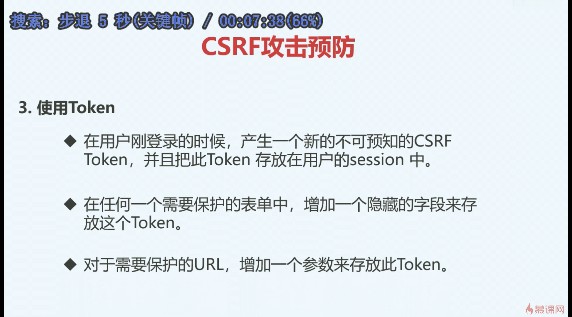 搜索: 步退 5 秒(关键帧) / 00:07:38(66%)
CSRF攻击预防
3. 使用Token
◆ 在用户刚登录的时候，产生一个新的不可预知的CSRF
Token，并且把此Token 存放在用户的session 中。
◆ 在任何一个需要保护的表单中，增加一个隐藏的字段来存
放这个Token。
◆ 对于需要保护的URL，增加一个参数来存放此Token。
慕课网